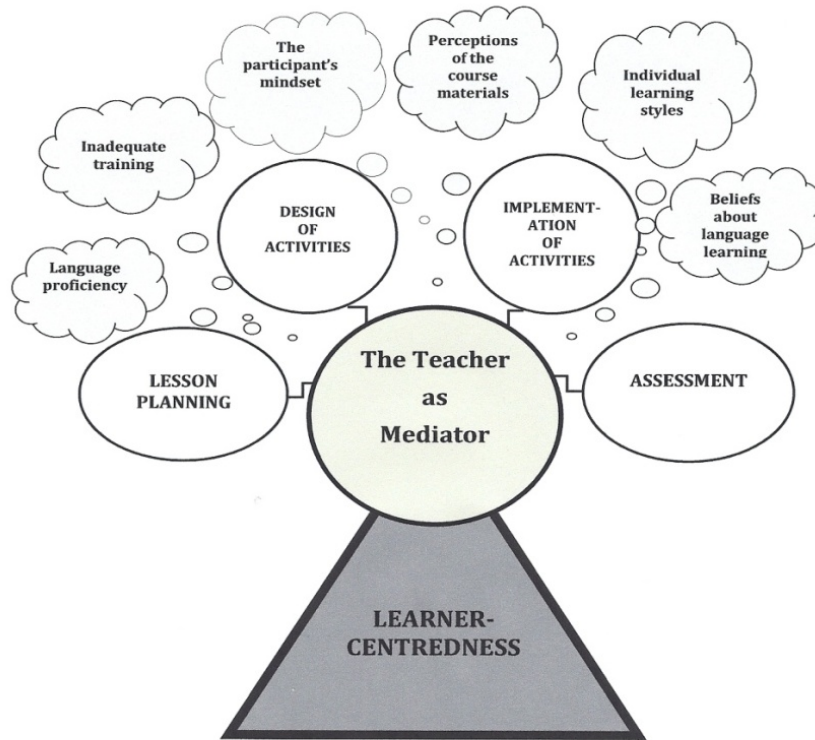 The
participant's
mindset
Perceptions
of the
course
materials
Individual
learning
styles
Inadequate
training
Beliefs
about
language
learning
Language
proficiency
DESIGN
OF
ACTIVITIES
IMPLEMENT-
ATION
OF
ACTIVITIES
LESSON
PLANNING
The Teacher
as
Mediator
ASSESSMENT
LEARNER-
CENTREDNESS